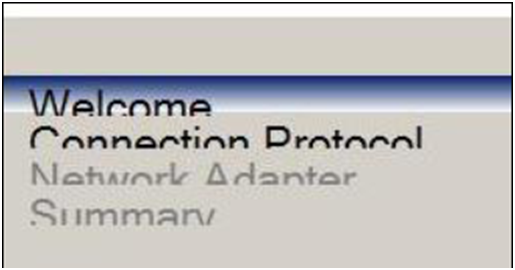 Welcome
Connection Protocol
Network Adapter
Summary